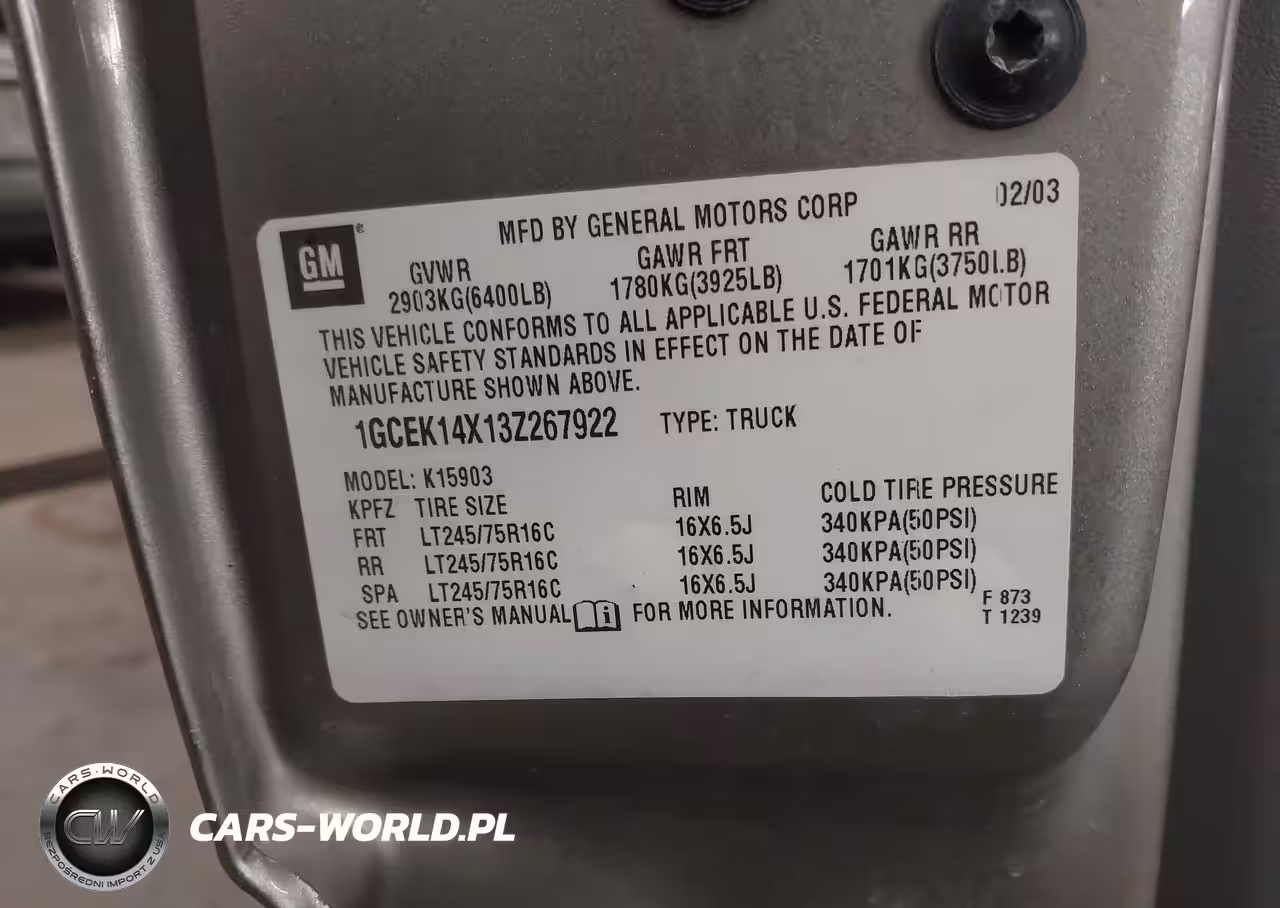 02/03
MFD BY GENERAL MOTORS CORP
GM
GVWR GAWR FRT GAWR RR
2903KG(6400LB) 1780KG(3925LB) 1701KG(3750LB)
THIS VEHICLE CONFORMS TO ALL APPLICABLE U.S. FEDERAL MOTOR
VEHICLE SAFETY STANDARDS IN EFFECT ON THE DATE OF
MANUFACTURE SHOWN ABOVE.
1GCEK14X13Z267922 TYPE: TRUCK
MODEL: K15903
KPFZ TIRE SIZE RIM COLD TIRE PRESSURE
FRT LT245/75R16C 16X6.5J 340KPA(50PSI)
RR LT245/75R16C 16X6.5J 340KPA(50PSI)
SPA LT245/75R16C 16X6.5J 340KPA(50PSI)
SEE OWNER'S MANUAL FOR MORE INFORMATION.
F 873
T 1239
CARS-WORLD
CW
BEZPOŚREDNI IMPORT Z USA
CARS-WORLD.PL